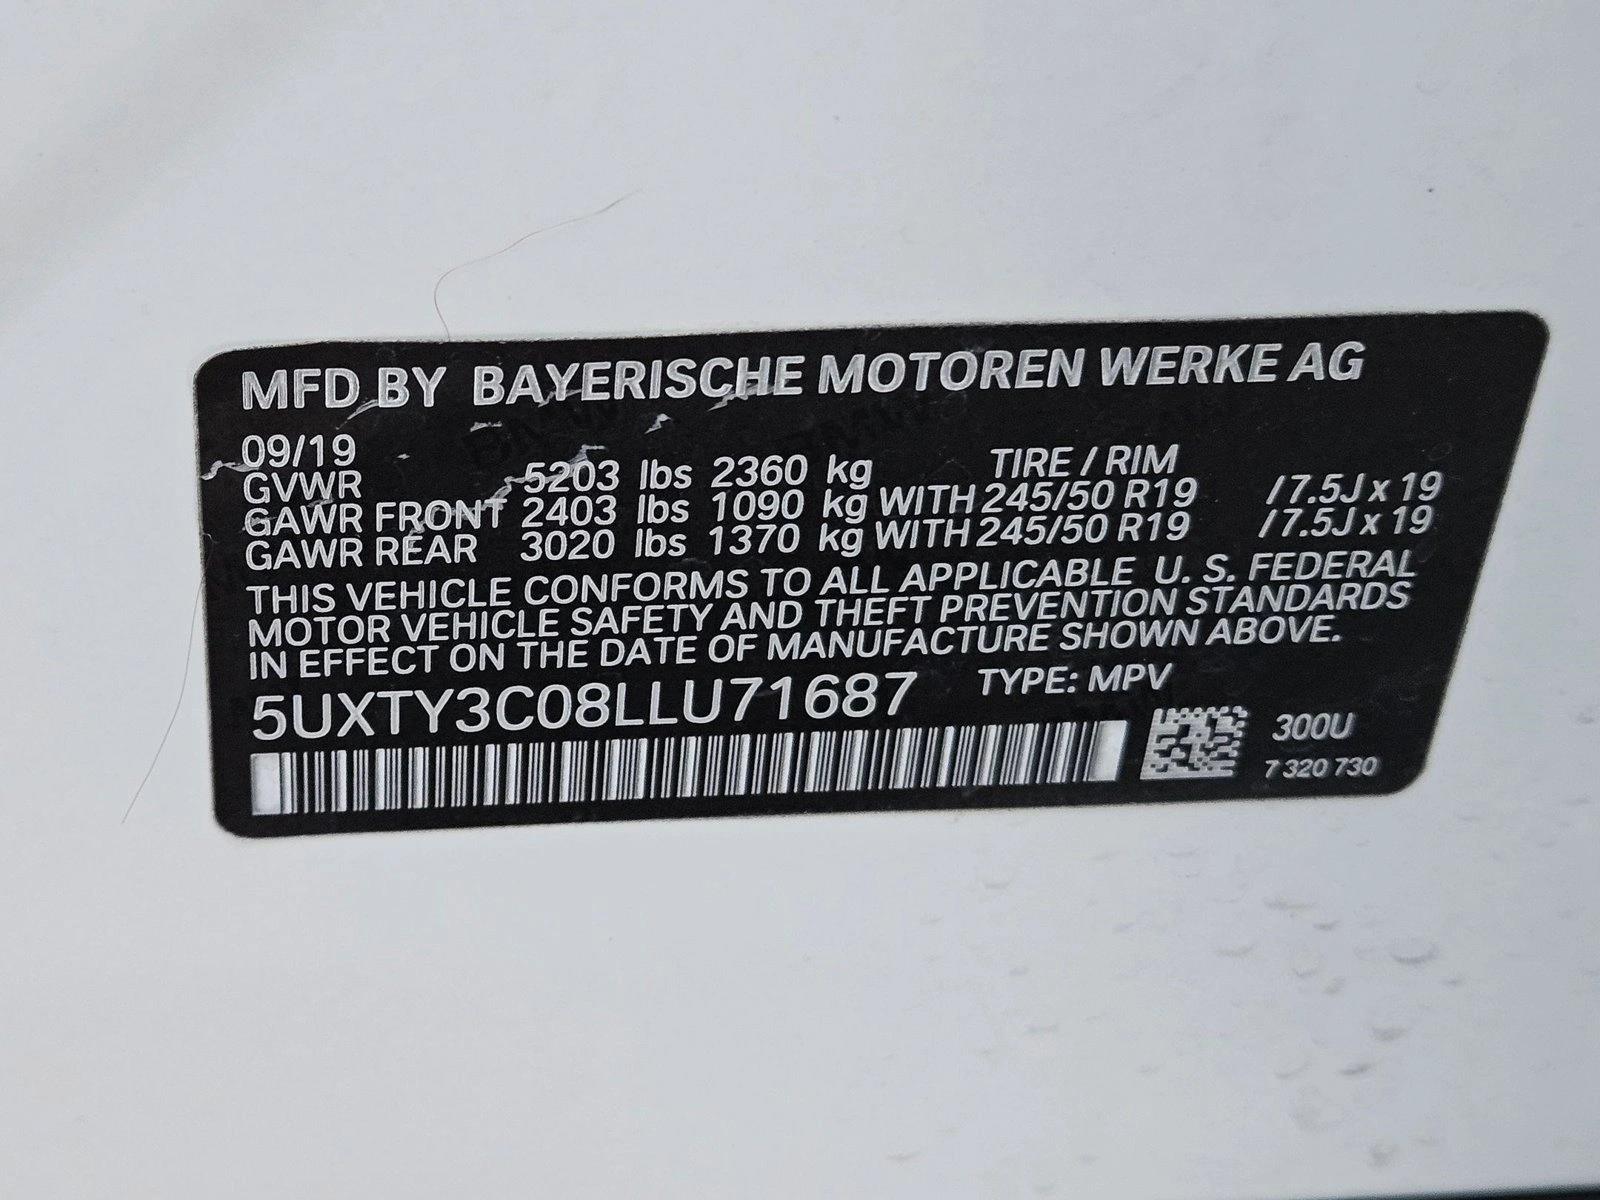 MFD BY BAYERISCHE MOTOREN WERKE AG
09/19 TIRE / RIM
GVWR 5203 lbs 2360 kg
GAWR FRONT 2403 lbs 1090 kg WITH 245/50 R19 /7.5J x 19
GAWR REAR 3020 lbs 1370 kg WITH 245/50 R19 /7.5J x 19
THIS VEHICLE CONFORMS TO ALL APPLICABLE U. S. FEDERAL
MOTOR VEHICLE SAFETY AND THEFT PREVENTION STANDARDS
IN EFFECT ON THE DATE OF MANUFACTURE SHOWN ABOVE.
5UXTY3C08LLU71687 TYPE: MPV
300U
7 320 730